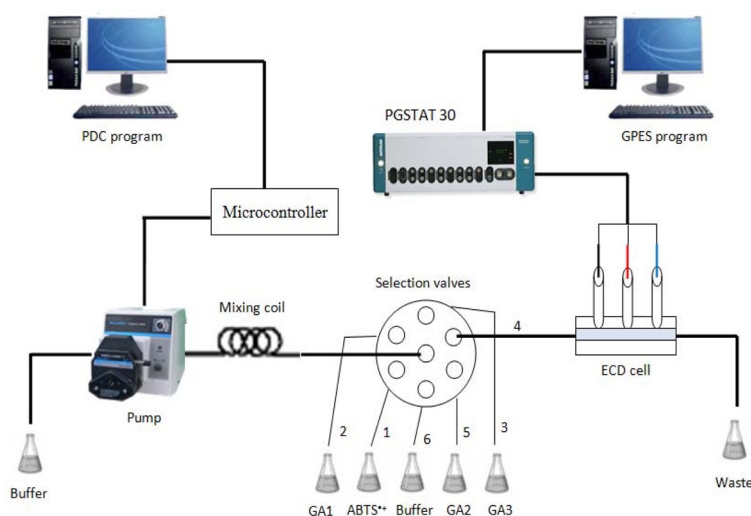 PDC program
PGSTAT 30
GPES program
Microcontroller
Selection valves
Mixing coil
4
ECD cell
Pump
2
1
6
5
3
Buffer
GA1
ABTS•+
Buffer
GA2
GA3
Waste